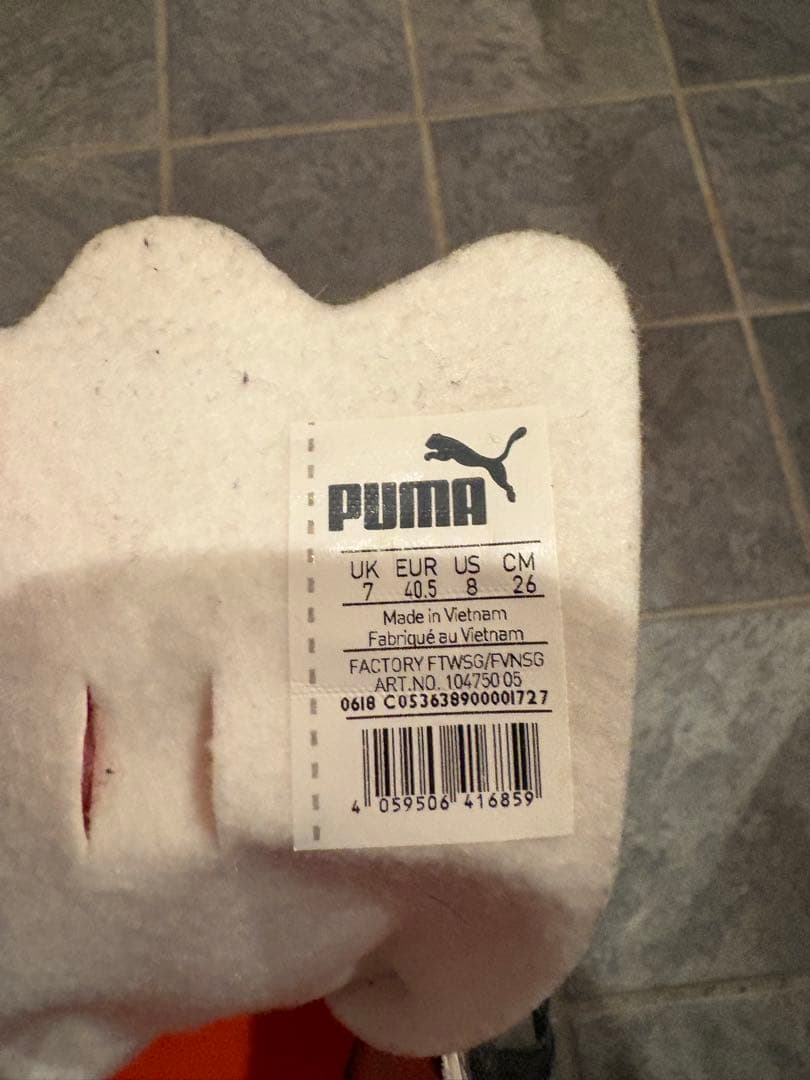 PUMA
UK EUR US CM
7 40.5 8 26
Made in Vietnam
Fabriqué au Vietnam
FACTORY FTWSG/FVNSG
ART.NO. 104750 05
0618 C053638900001727
4 059506 416859